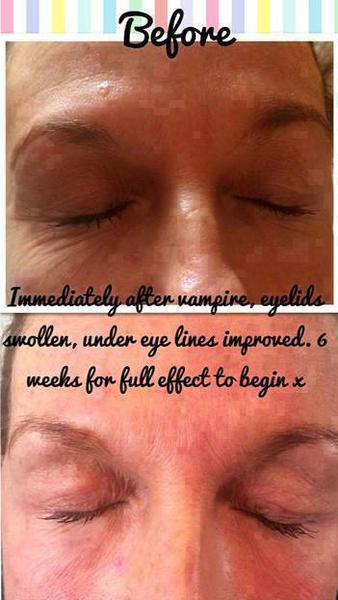 Before
Immediately after vampire, eyelids
swollen, under eye lines improved. 6
weeks for full effect to begin x